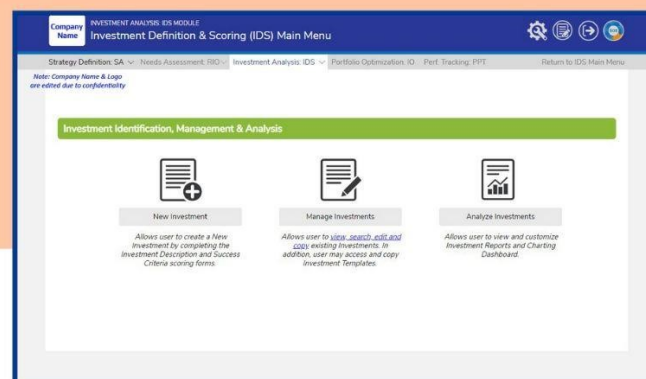 Company
Name
INVESTMENT ANALYSIS: IDS MODULE
Investment Definition & Scoring (IDS) Main Menu
Strategy Definition: SA Needs Assessment: RIO Investment Analysis: IDS Portfolio Optimization: IO Perf. Tracking: PPT Return to IDS Main Menu
Note: Company Name & Logo
are edited due to confidentiality
Investment Identification, Management & Analysis
New Investment Manage Investments Analyze Investments
Allows user to create a New
Investment by completing the
Investment Description and Success
Criteria scoring forms.
Allows user to view, search, edit and
copy existing Investments. In
addition, user may access and copy
Investment Templates.
Allows user to view and customize
Investment Reports and Charting
Dashboard.